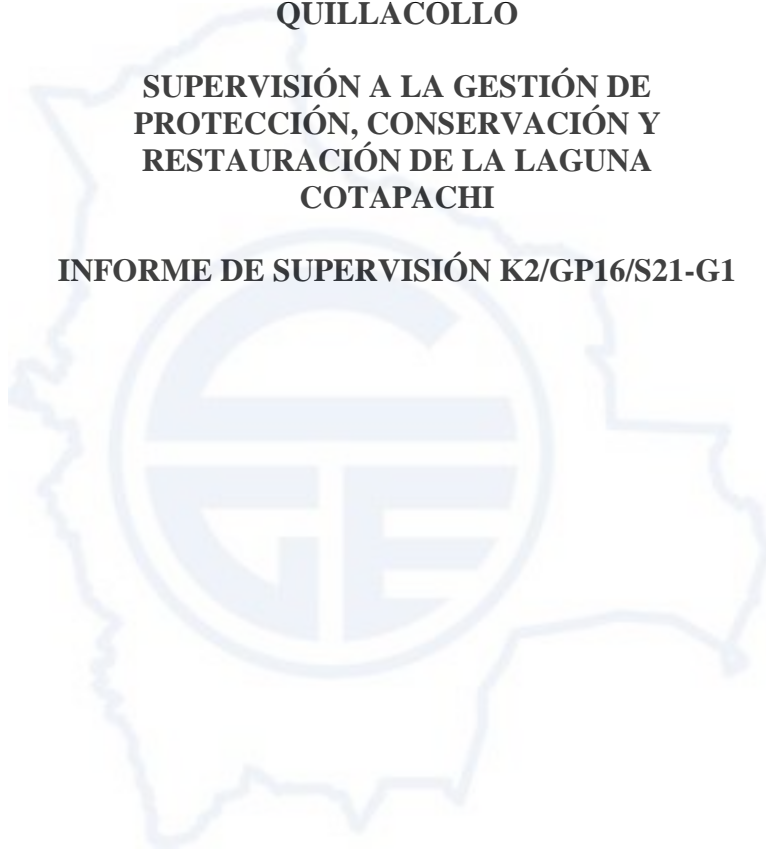 QUILLACOLLO
SUPERVISIÓN A LA GESTIÓN DE
PROTECCIÓN, CONSERVACIÓN Y
RESTAURACIÓN DE LA LAGUNA
COTAPACHI
INFORME DE SUPERVISIÓN K2/GP16/S21-G1
CGE